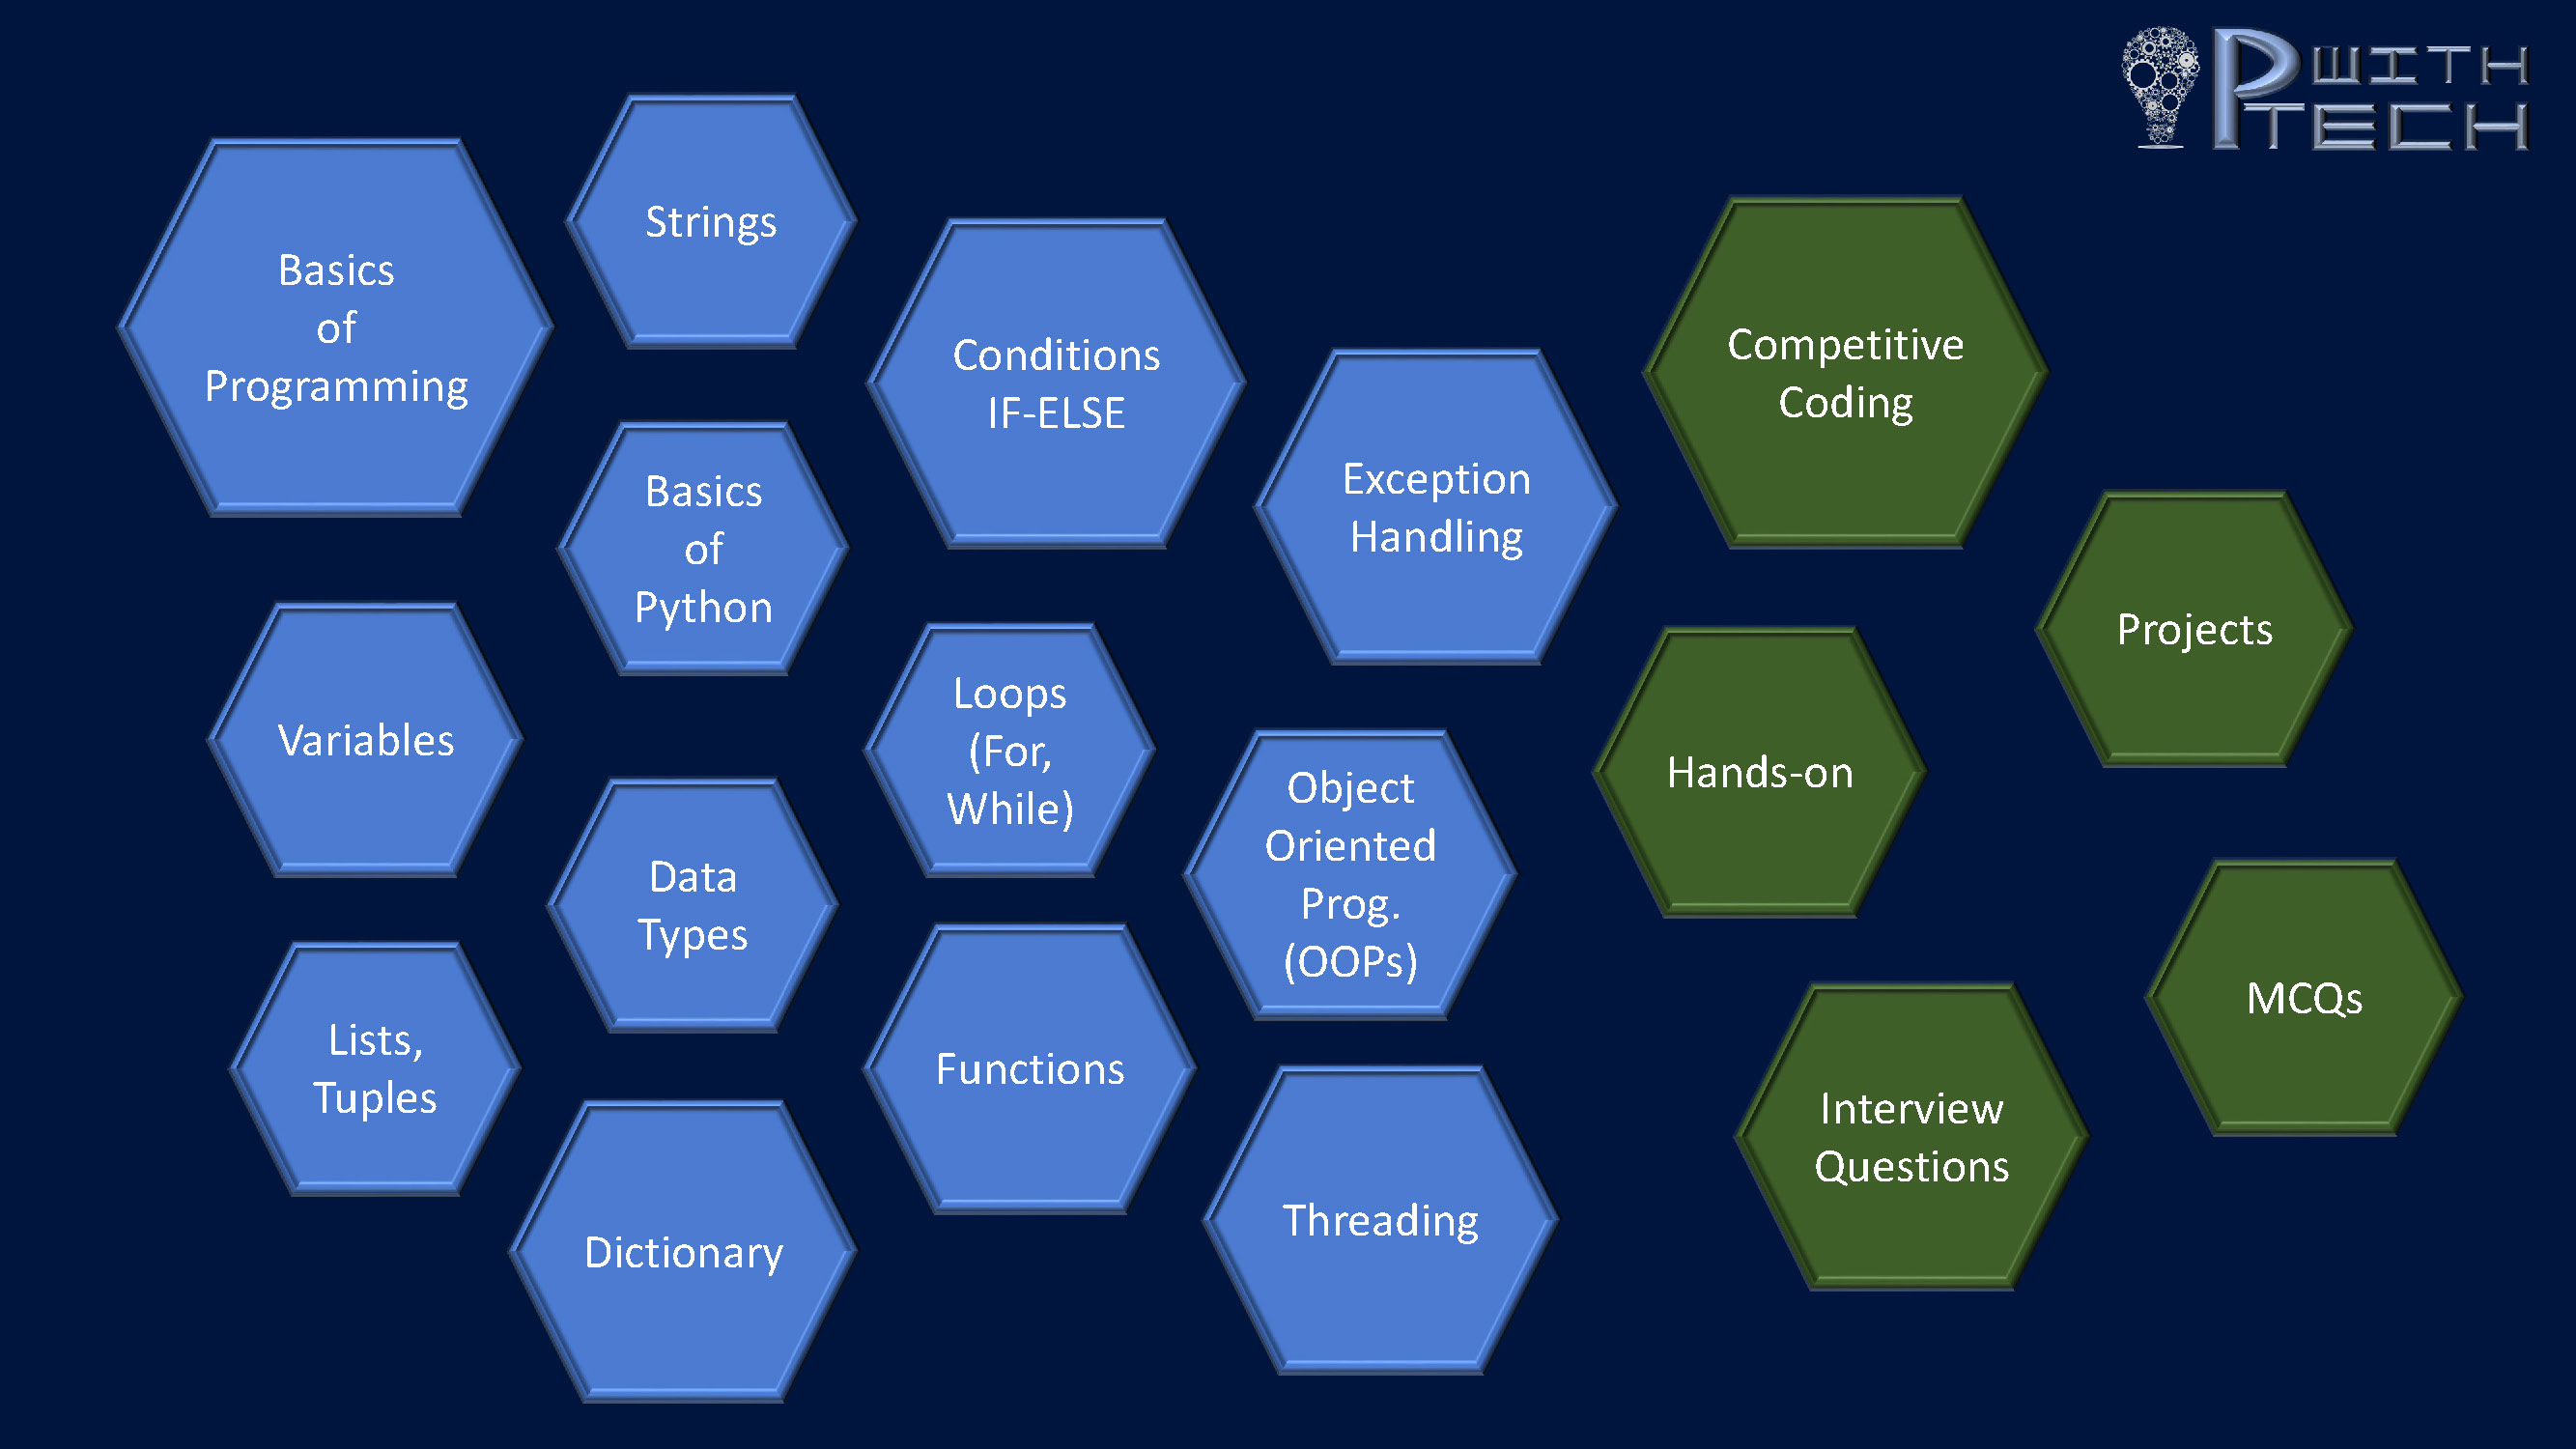 P WITH
TECH
Basics
of
Programming
Strings
Conditions
IF-ELSE
Basics
of
Python
Exception
Handling
Competitive
Coding
Projects
Variables
Loops
(For,
While)
Hands-on
Data
Types
Object
Oriented
Prog.
(OOPs)
Lists,
Tuples
Functions
MCQs
Dictionary
Threading
Interview
Questions